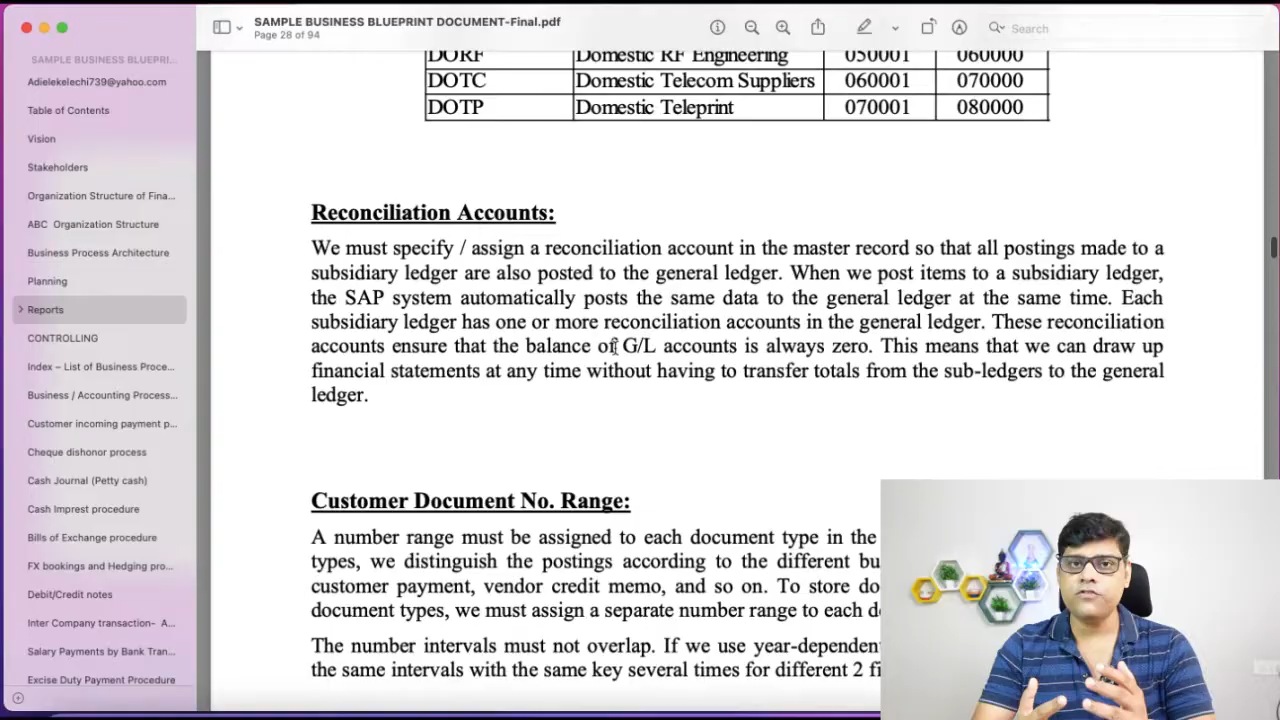 SAMPLE BUSINESS BLUEPRINT DOCUMENT-Final.pdf
Page 28 of 94
Search
SAMPLE BUSINESS BLUEPRI...
Adielekelechi739@yahoo.com
Table of Contents
Vision
Stakeholders
Organization Structure of Fina...
ABC Organization Structure
Business Process Architecture
Planning
Reports
CONTROLLING
Index – List of Business Proce...
Business / Accounting Process...
Customer incoming payment p...
Cheque dishonor process
Cash Journal (Petty cash)
Cash Imprest procedure
Bills of Exchange procedure
FX bookings and Hedging pro...
Debit/Credit notes
Inter Company transaction- A...
Salary Payments by Bank Tran...
Excise Duty Payment Procedure
DORF Domestic RF Engineering 050001 060000
DOTC Domestic Telecom Suppliers 060001 070000
DOTP Domestic Teleprint 070001 080000
Reconciliation Accounts:
We must specify / assign a reconciliation account in the master record so that all postings made to a
subsidiary ledger are also posted to the general ledger. When we post items to a subsidiary ledger,
the SAP system automatically posts the same data to the general ledger at the same time. Each
subsidiary ledger has one or more reconciliation accounts in the general ledger. These reconciliation
accounts ensure that the balance of G/L accounts is always zero. This means that we can draw up
financial statements at any time without having to transfer totals from the sub-ledgers to the general
ledger.
Customer Document No. Range:
A number range must be assigned to each document type in the
types, we distinguish the postings according to the different bu
customer payment, vendor credit memo, and so on. To store do
document types, we must assign a separate number range to each d
The number intervals must not overlap. If we use year-dependent
the same intervals with the same key several times for different 2 fi